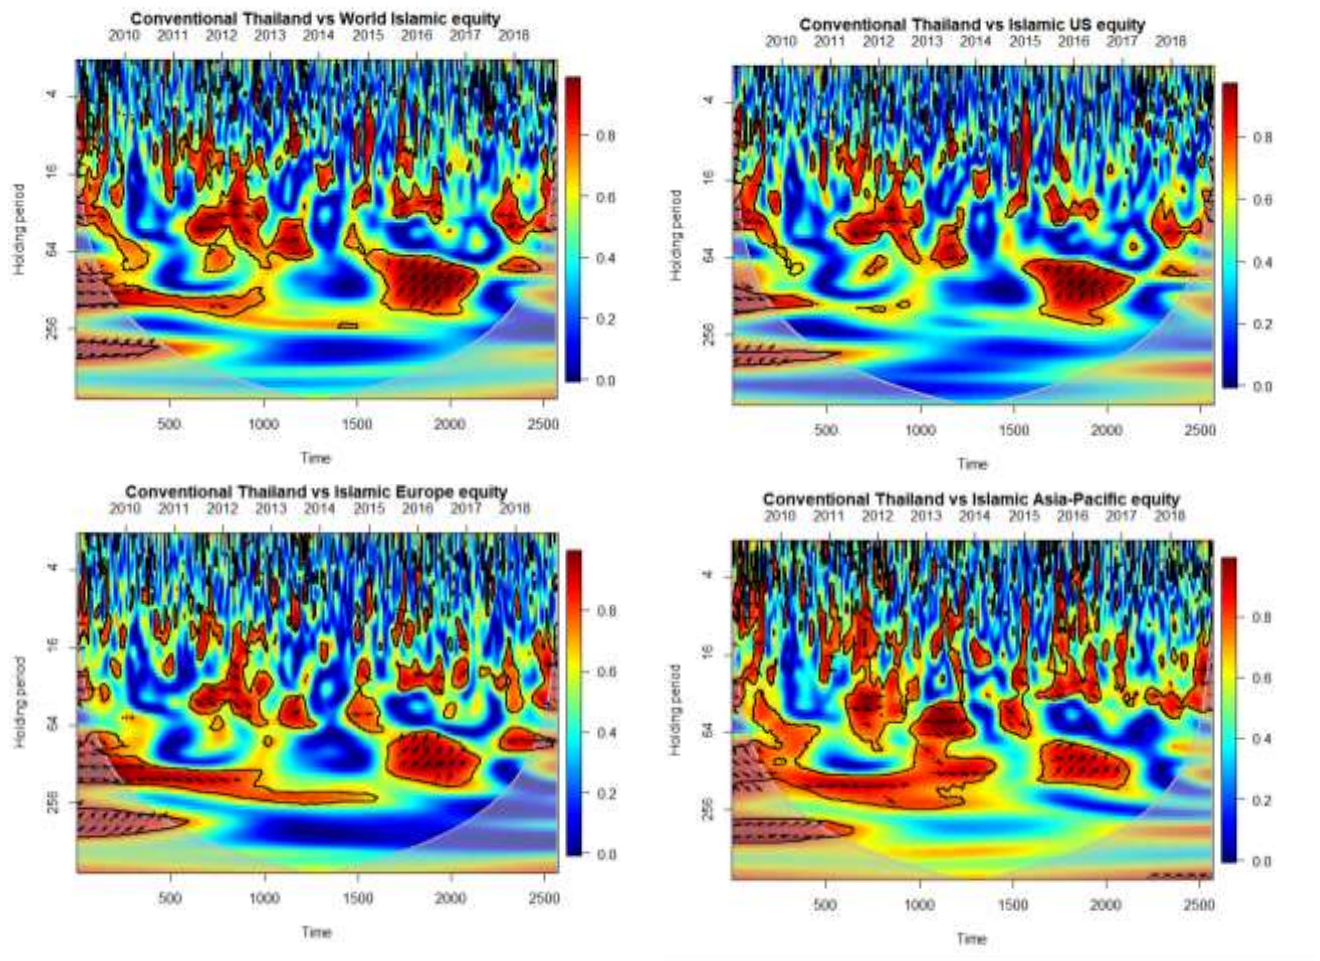 Conventional Thailand vs World Islamic equity
2010 2011 2012 2013 2014 2015 2016 2017 2018
Holding period
4
16
64
256
0.8
0.6
0.4
0.2
0.0
500 1000 1500 2000 2500
Time
Conventional Thailand vs Islamic US equity
2010 2011 2012 2013 2014 2015 2016 2017 2018
Holding period
4
16
64
256
0.8
0.6
0.4
0.2
0.0
500 1000 1500 2000 2500
Time
Conventional Thailand vs Islamic Europe equity
2010 2011 2012 2013 2014 2015 2016 2017 2018
Holding period
4
16
64
256
0.8
0.6
0.4
0.2
0.0
500 1000 1500 2000 2500
Time
Conventional Thailand vs Islamic Asia-Pacific equity
2010 2011 2012 2013 2014 2015 2016 2017 2018
Holding period
4
16
64
256
0.8
0.6
0.4
0.2
0.0
500 1000 1500 2000 2500
Time